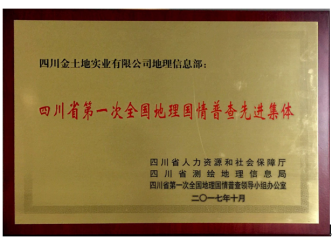 四川金土地实业有限公司地理信息部：
四川省第一次全国地理国情普查先进集体
四川省人力资源和社会保障厅
四川省测绘地理信息局
四川省第一次全国地理国情普查领导小组办公室
二〇一七年十月